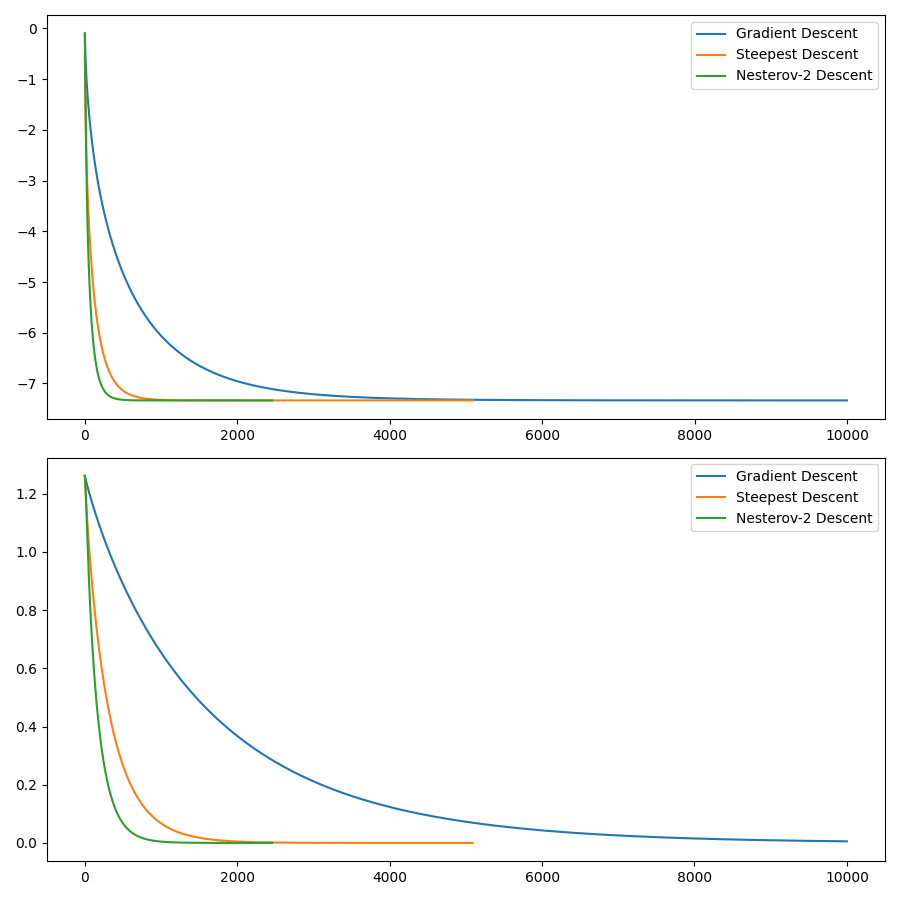 0
−1
−2
−3
−4
−5
−6
−7
0 2000 4000 6000 8000 10000
Gradient Descent
Steepest Descent
Nesterov-2 Descent
1.2
1.0
0.8
0.6
0.4
0.2
0.0
0 2000 4000 6000 8000 10000
Gradient Descent
Steepest Descent
Nesterov-2 Descent